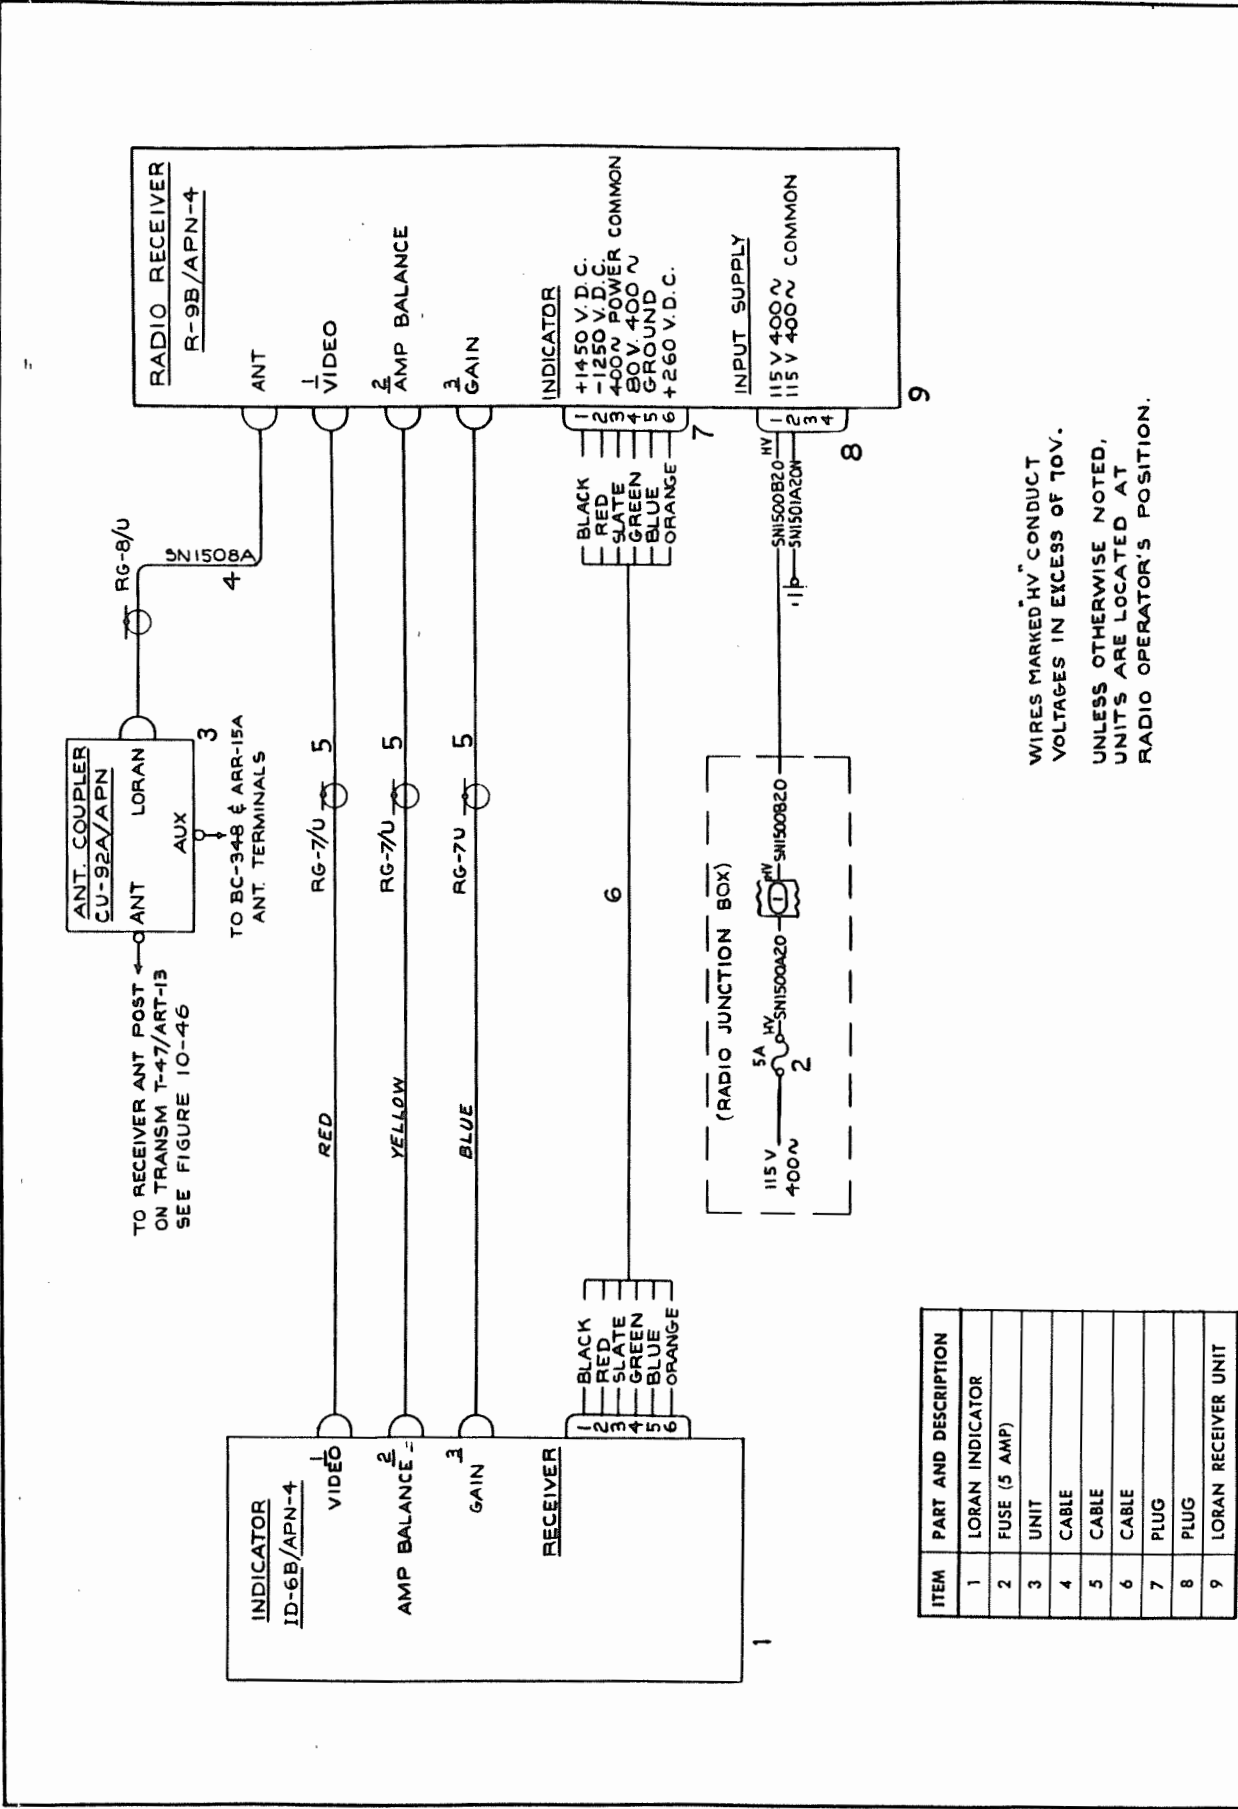 INDICATOR
ID-6B/APN-4
1
VIDEO
2
AMP BALANCE
3
GAIN
RECEIVER
1
2
3
4
5
6
BLACK
RED
SLATE
GREEN
BLUE
ORANGE
1
TO RECEIVER ANT POST
ON TRANSM T-47/ART-13
SEE FIGURE 10-46
ANT. COUPLER
CU-92A/APN
ANT
LORAN
AUX
3
TO BC-348 & ARR-15A
ANT. TERMINALS
RG-8/U
SN1508A
4
RED
RG-7/U
5
YELLOW
RG-7/U
5
BLUE
RG-7U
5
6
(RADIO JUNCTION BOX)
115 V
400~
5A
2
HV
SN1500A20
1
HV
SN1500B20
RADIO RECEIVER
R-9B/APN-4
ANT
1
VIDEO
2
AMP BALANCE
3
GAIN
INDICATOR
BLACK 1 +1450 V.D.C.
RED 2 -1250 V.D.C.
SLATE 3 400~ POWER COMMON
GREEN 4 80 V. 400~
BLUE 5 GROUND
ORANGE 6 +260 V.D.C.
7
INPUT SUPPLY
SN1500B20 HV 1 115 V 400~
SN1501A20N 2 115 V 400~ COMMON
3
4
8
9
WIRES MARKED "HV" CONDUCT
VOLTAGES IN EXCESS OF 70V.
UNLESS OTHERWISE NOTED,
UNITS ARE LOCATED AT
RADIO OPERATOR'S POSITION.
ITEM PART AND DESCRIPTION
1 LORAN INDICATOR
2 FUSE (5 AMP)
3 UNIT
4 CABLE
5 CABLE
6 CABLE
7 PLUG
8 PLUG
9 LORAN RECEIVER UNIT